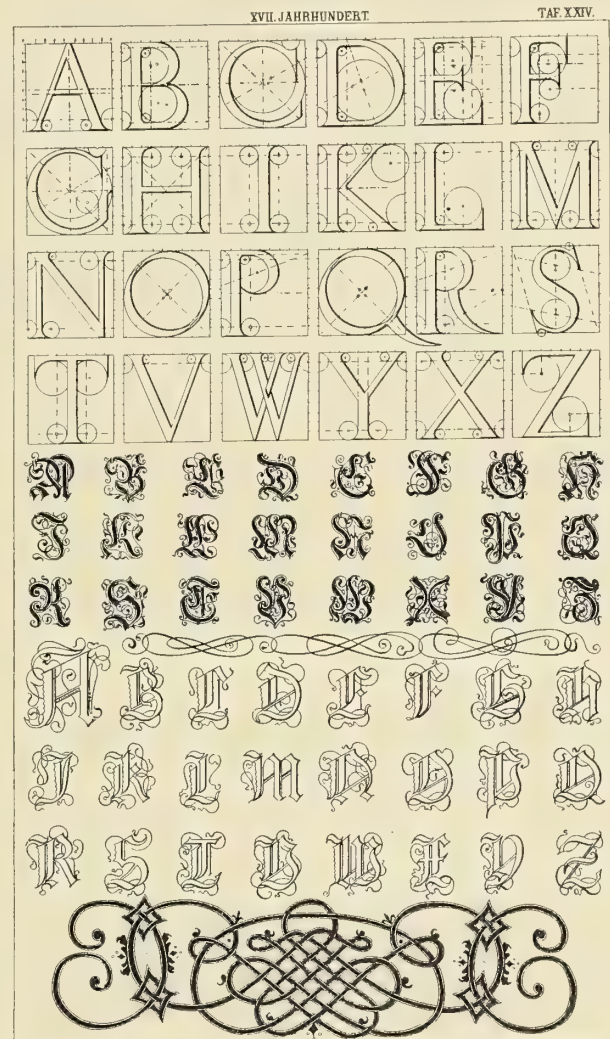 XVII. JAHRHUNDERT. TAF. XXIV.
A B C D E F
G H I K L M
N O P Q R S
T V W Y X Z
A B C D E F G H
I K L M N O P Q
R S T V W X Y Z
A B C D E F G H
I K L M N O P Q
R S T V W X Y Z